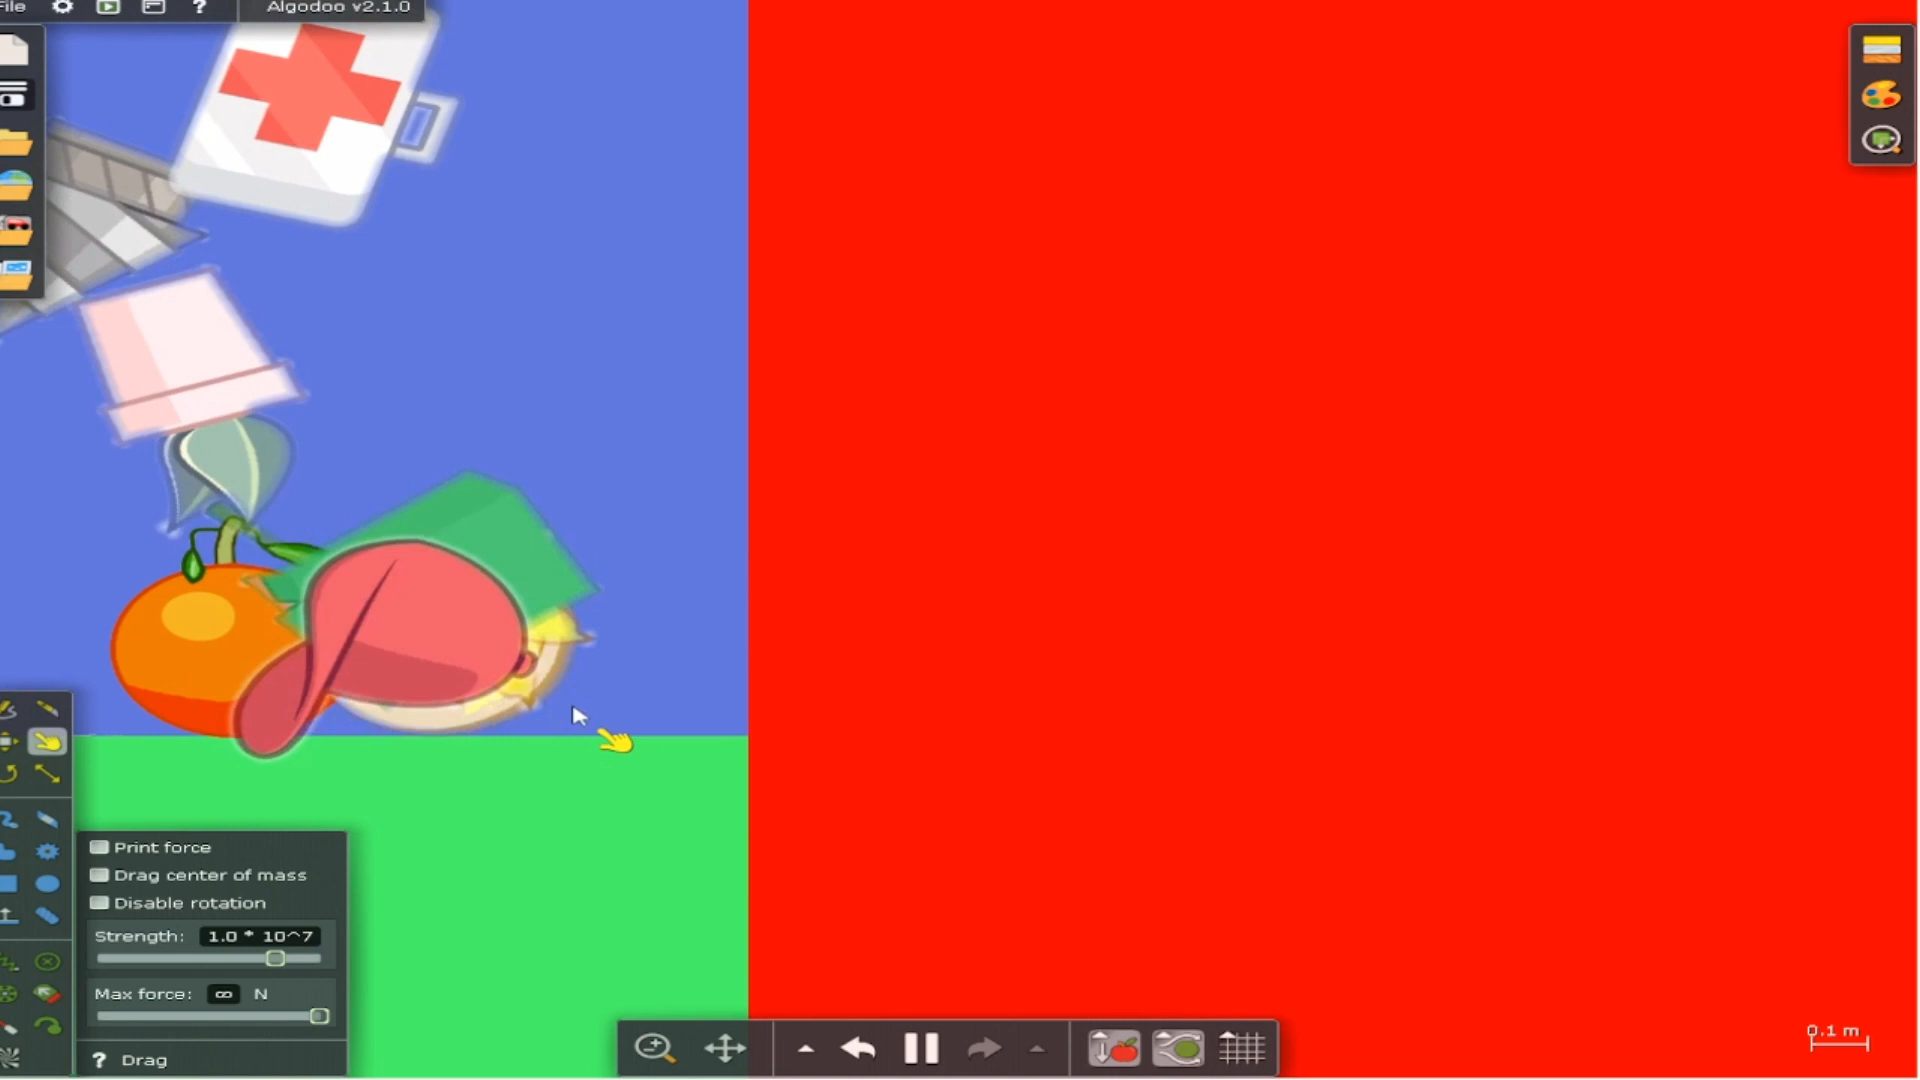 File ? Algodoo v2.1.0
Print force
Drag center of mass
Disable rotation
Strength: 1.0 * 10^7
Max force: ∞ N
? Drag
0.1 m